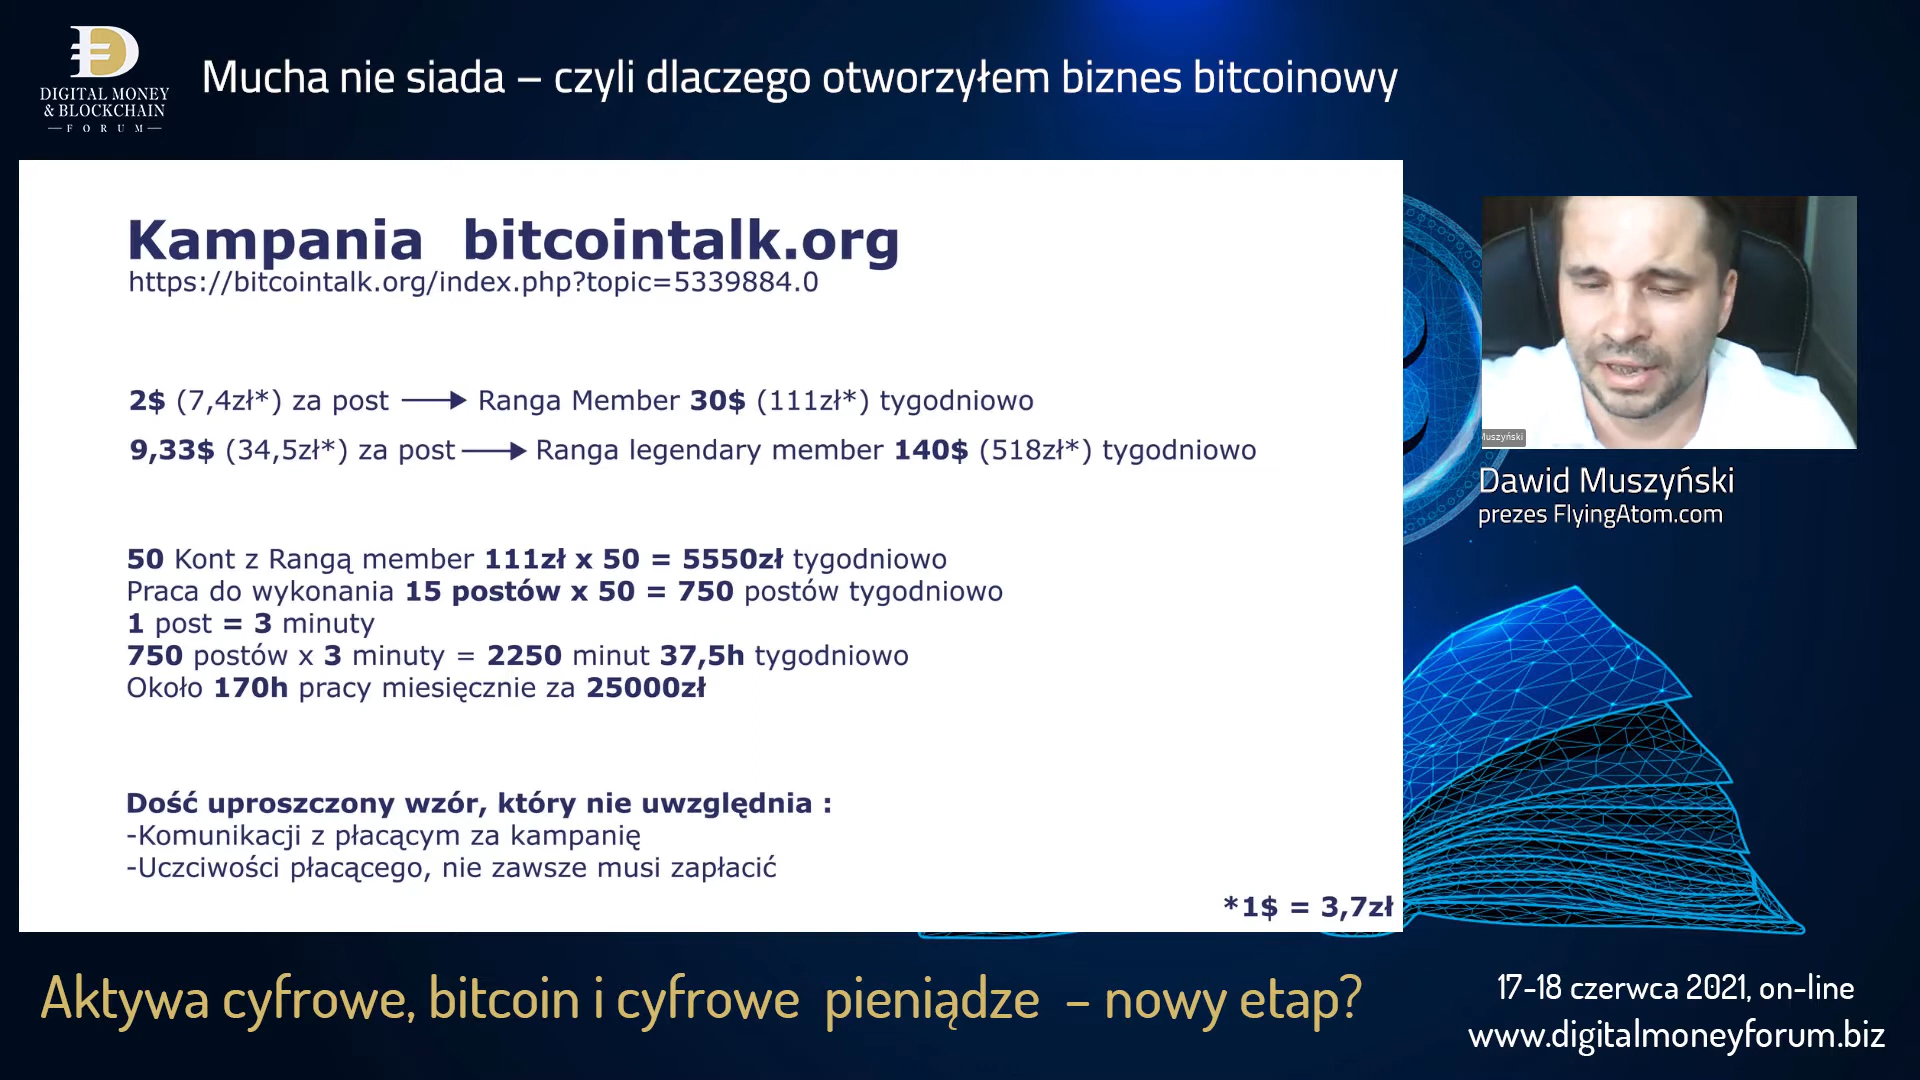 DIGITAL MONEY
& BLOCKCHAIN
FORUM
Mucha nie siada – czyli dlaczego otworzyłem biznes bitcoinowy
Kampania bitcointalk.org
https://bitcointalk.org/index.php?topic=5339884.0
2$ (7,4zł*) za post Ranga Member 30$ (111zł*) tygodniowo
9,33$ (34,5zł*) za post Ranga legendary member 140$ (518zł*) tygodniowo
50 Kont z Rangą member 111zł x 50 = 5550zł tygodniowo
Praca do wykonania 15 postów x 50 = 750 postów tygodniowo
1 post = 3 minuty
750 postów x 3 minuty = 2250 minut 37,5h tygodniowo
Około 170h pracy miesięcznie za 25000zł
Dość uproszczony wzór, który nie uwzględnia :
-Komunikacji z płacącym za kampanię
-Uczciwości płacącego, nie zawsze musi zapłacić
*1$ = 3,7zł
Muszyński
Dawid Muszyński
prezes FlyingAtom.com
Aktywa cyfrowe, bitcoin i cyfrowe pieniądze – nowy etap?
17-18 czerwca 2021, on-line
www.digitalmoneyforum.biz